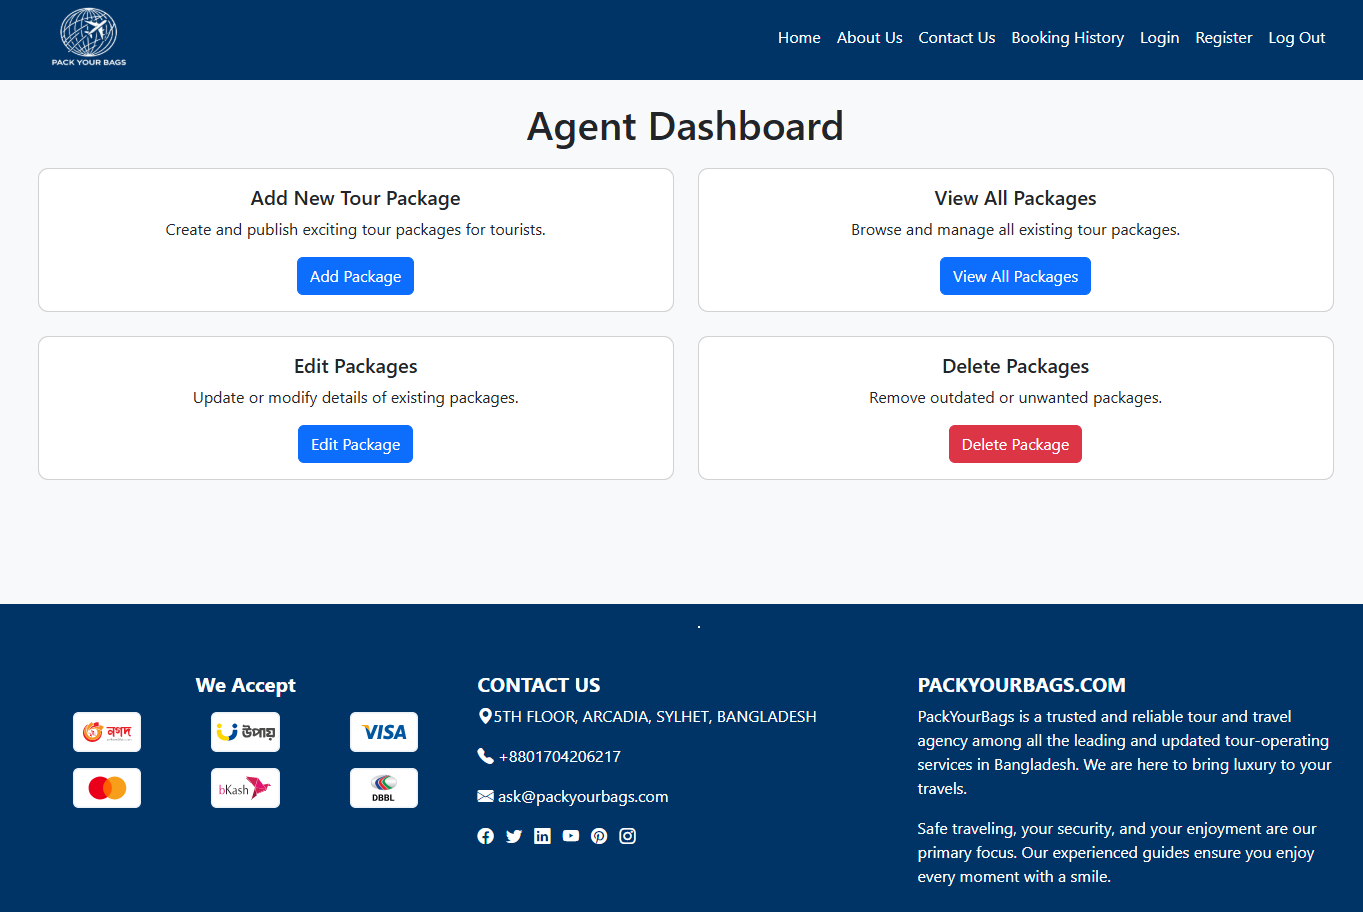 PACK YOUR BAGS
Home About Us Contact Us Booking History Login Register Log Out
Agent Dashboard
Add New Tour Package
Create and publish exciting tour packages for tourists.
Add Package
View All Packages
Browse and manage all existing tour packages.
View All Packages
Edit Packages
Update or modify details of existing packages.
Edit Package
Delete Packages
Remove outdated or unwanted packages.
Delete Package
.
We Accept
নগদ
উপায়
VISA
bKash
DBBL
CONTACT US
5TH FLOOR, ARCADIA, SYLHET, BANGLADESH
+8801704206217
ask@packyourbags.com
PACKYOURBAGS.COM
PackYourBags is a trusted and reliable tour and travel
agency among all the leading and updated tour-operating
services in Bangladesh. We are here to bring luxury to your
travels.
Safe traveling, your security, and your enjoyment are our
primary focus. Our experienced guides ensure you enjoy
every moment with a smile.